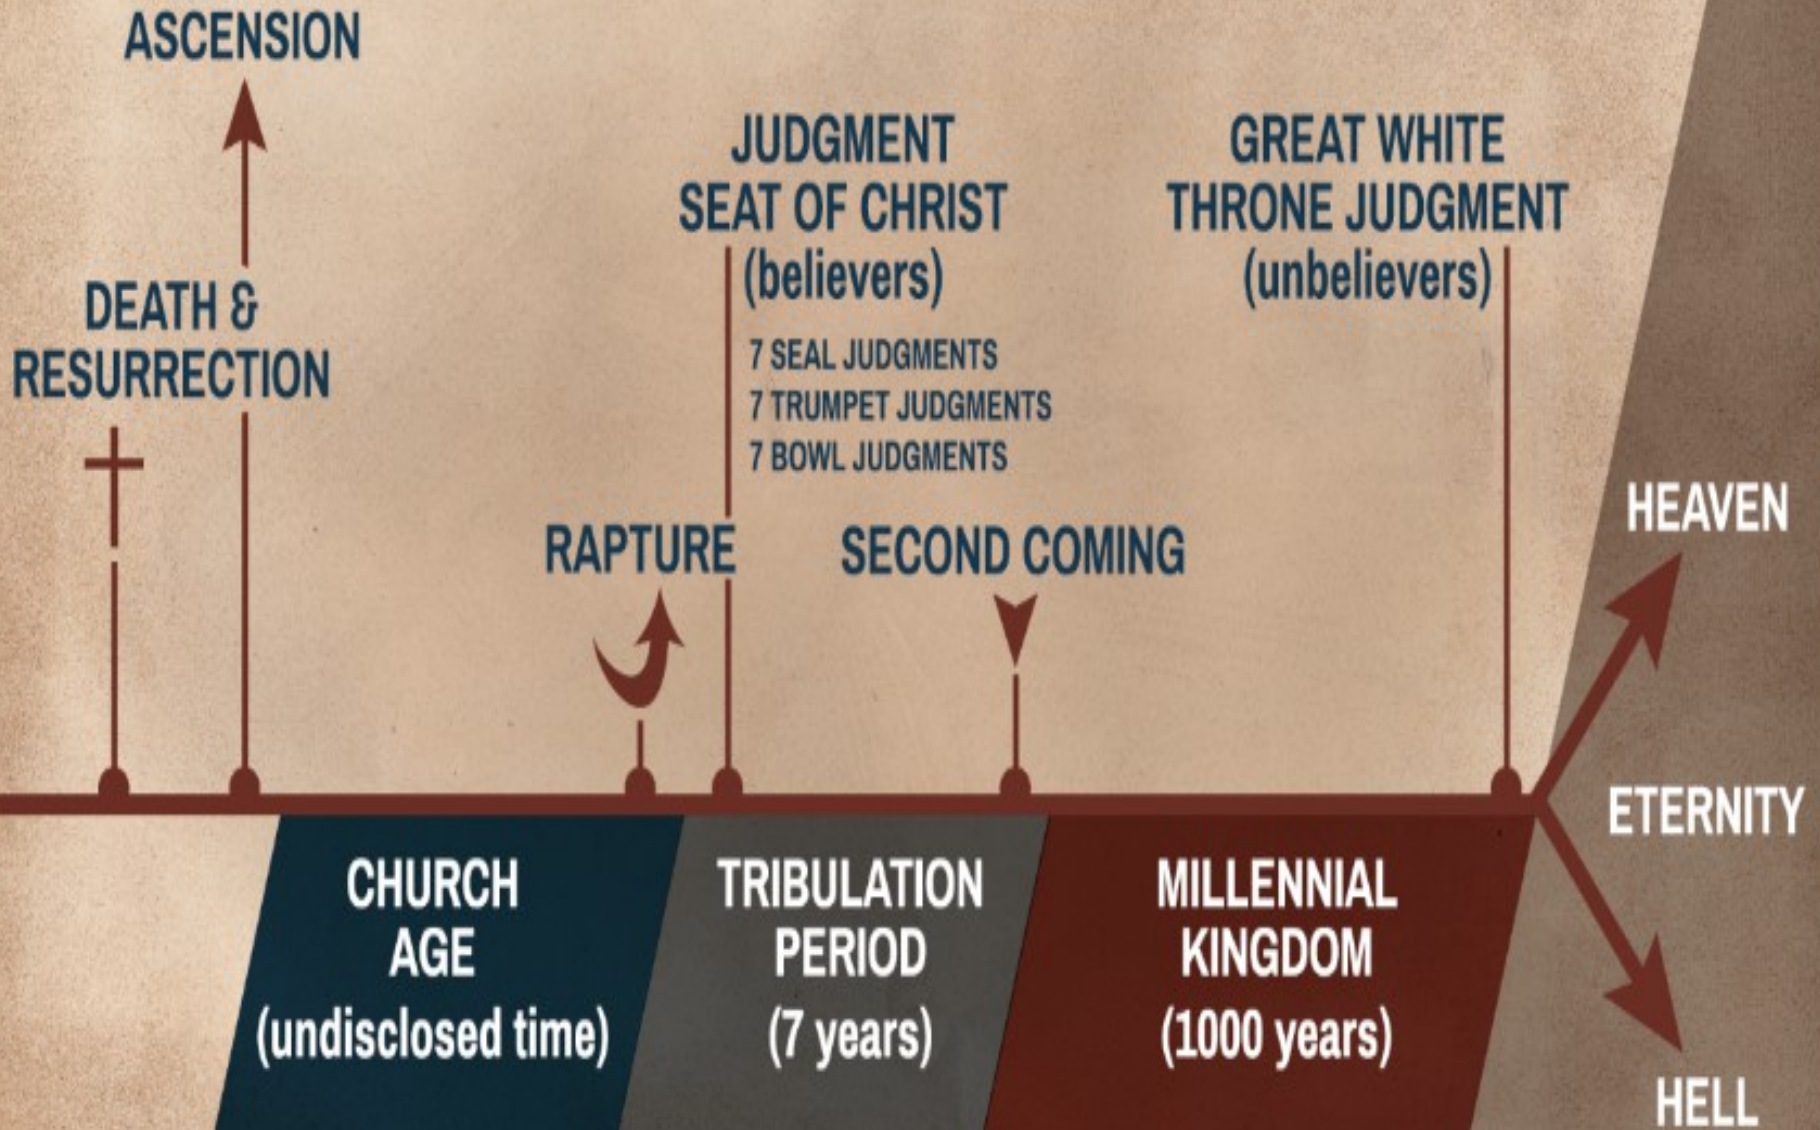 ASCENSION
DEATH &
RESURRECTION
JUDGMENT
SEAT OF CHRIST
(believers)
7 SEAL JUDGMENTS
7 TRUMPET JUDGMENTS
7 BOWL JUDGMENTS
GREAT WHITE
THRONE JUDGMENT
(unbelievers)
RAPTURE
SECOND COMING
HEAVEN
ETERNITY
HELL
CHURCH
AGE
(undisclosed time)
TRIBULATION
PERIOD
(7 years)
MILLENNIAL
KINGDOM
(1000 years)